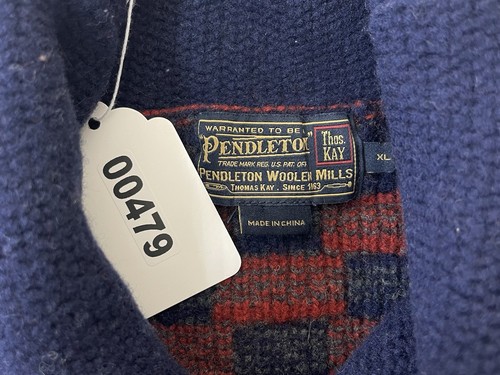 WARRANTED TO BE
"PENDLETON"
TRADE MARK REG. U.S. PAT. OF
PENDLETON WOOLEN MILLS
THOMAS KAY. SINCE 1863
Thos.
KAY
XL
MADE IN CHINA
00479